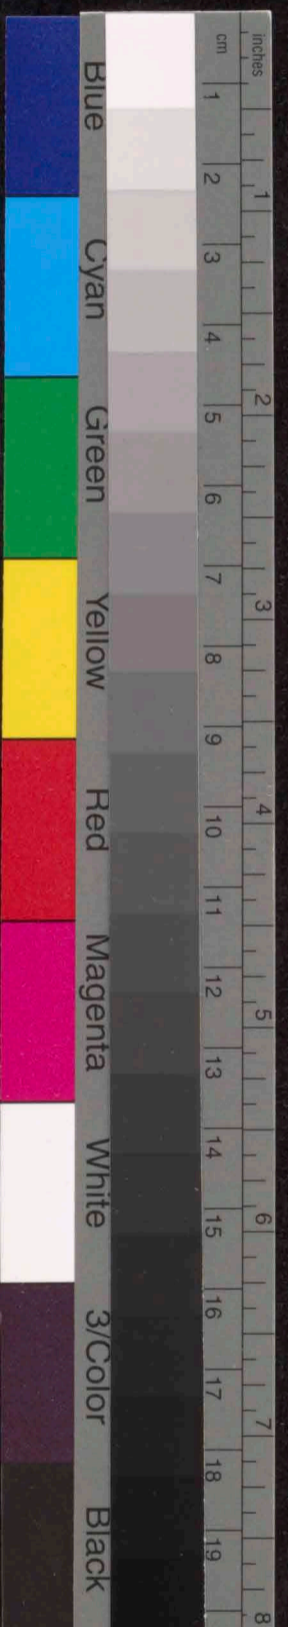 inches 1 2 3 4 5 6 7 8
cm 1 2 3 4 5 6 7 8 9 10 11 12 13 14 15 16 17 18 19
Blue Cyan Green Yellow Red Magenta White 3/Color Black